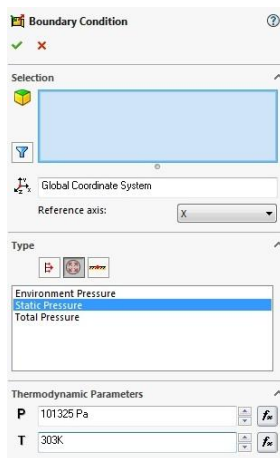 Boundary Condition
Selection
Global Coordinate System
Reference axis: X
Type
Environment Pressure
Static Pressure
Total Pressure
Thermodynamic Parameters
P 101325 Pa
T 303K